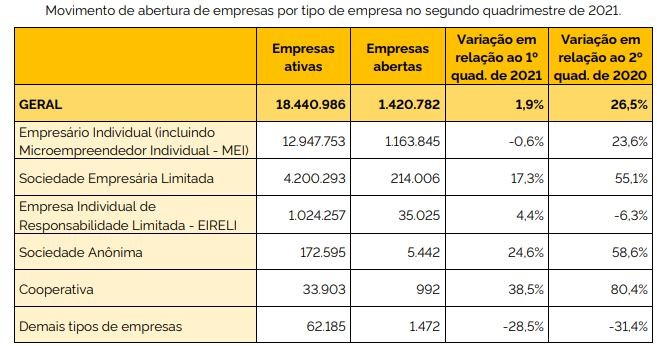 Movimento de abertura de empresas por tipo de empresa no segundo quadrimestre de 2021.
Empresas ativas Empresas abertas Variação em relação ao 1º quad. de 2021 Variação em relação ao 2º quad. de 2020
GERAL 18.440.986 1.420.782 1,9% 26,5%
Empresário Individual (incluindo
Microempreendedor Individual - MEI) 12.947.753 1.163.845 -0,6% 23,6%
Sociedade Empresária Limitada 4.200.293 214.006 17,3% 55,1%
Empresa Individual de
Responsabilidade Limitada - EIRELI 1.024.257 35.025 4,4% -6,3%
Sociedade Anônima 172.595 5.442 24,6% 58,6%
Cooperativa 33.903 992 38,5% 80,4%
Demais tipos de empresas 62.185 1.472 -28,5% -31,4%